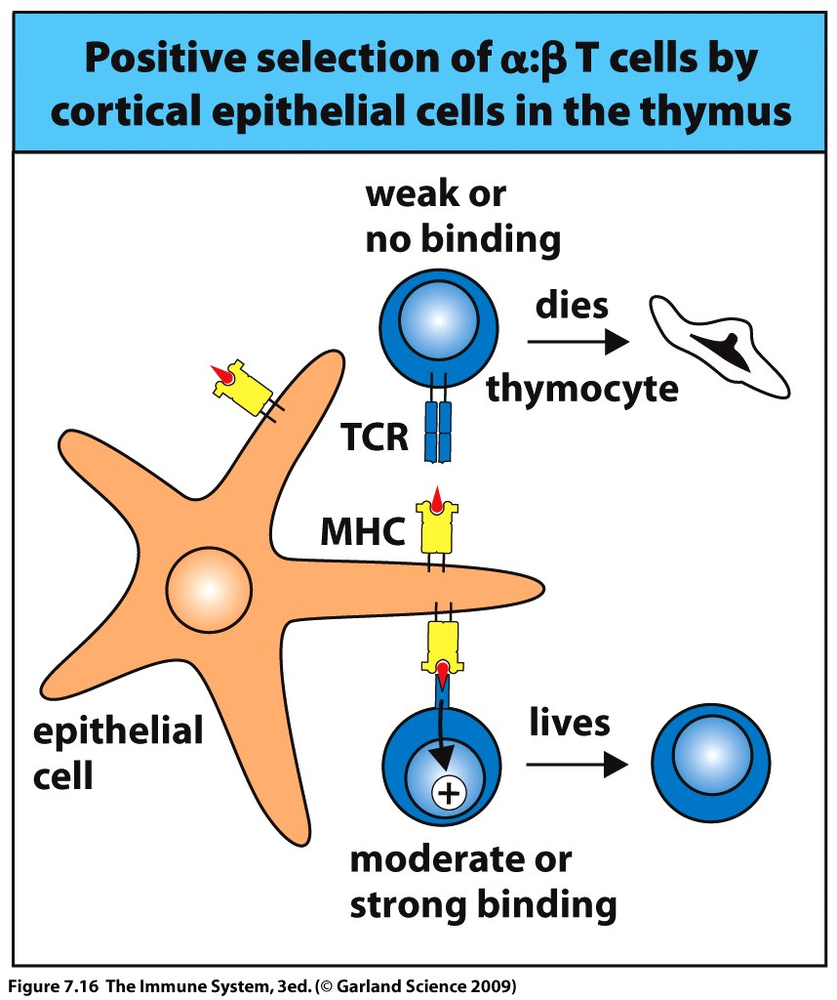 Positive selection of α:β T cells by
cortical epithelial cells in the thymus
weak or
no binding
dies
thymocyte
TCR
MHC
epithelial
cell
lives
+
moderate or
strong binding
Figure 7.16 The Immune System, 3ed. (© Garland Science 2009)